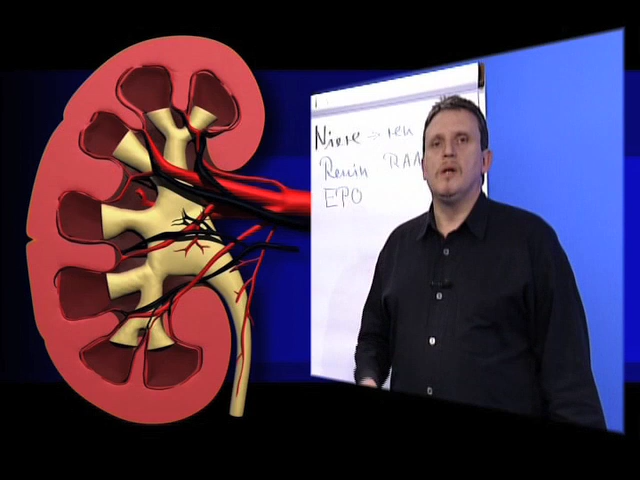 Niere → ren
Renin RAA
EPO